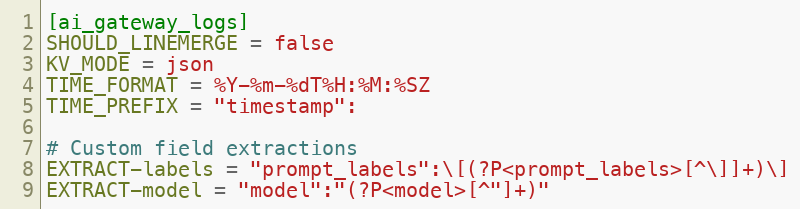 1 [ai_gateway_logs]
2 SHOULD_LINEMERGE = false
3 KV_MODE = json
4 TIME_FORMAT = %Y-%m-%dT%H:%M:%SZ
5 TIME_PREFIX = "timestamp":
6
7 # Custom field extractions
8 EXTRACT-labels = "prompt_labels":\[(?P<prompt_labels>[^\]]+)\]
9 EXTRACT-model = "model":"(?P<model>[^"]+)"